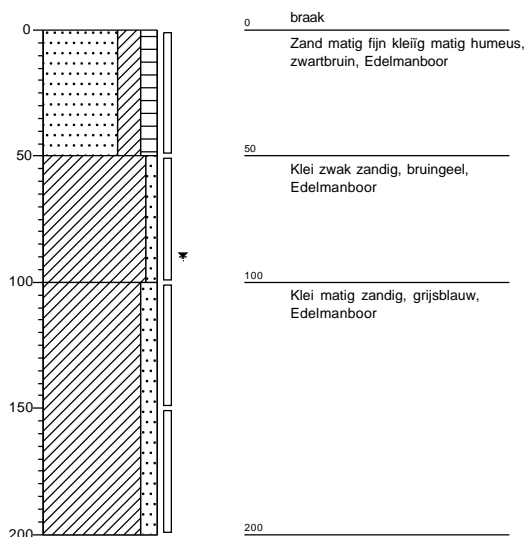 0
50
100
150
200
0
braak
Zand matig fijn kleiïg matig humeus,
zwartbruin, Edelmanboor
50
Klei zwak zandig, bruingeel,
Edelmanboor
100
Klei matig zandig, grijsblauw,
Edelmanboor
200